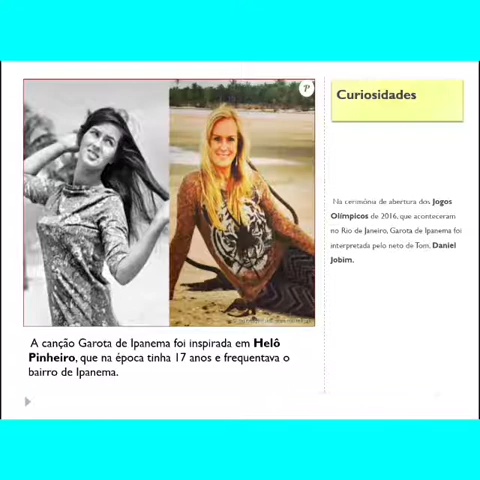 Curiosidades
Na cerimônia de abertura dos Jogos
Olímpicos de 2016, que aconteceram
no Rio de Janeiro, Garota de Ipanema foi
interpretada pelo neto de Tom, Daniel
Jobim.
A canção Garota de Ipanema foi inspirada em Helô
Pinheiro, que na época tinha 17 anos e frequentava o
bairro de Ipanema.